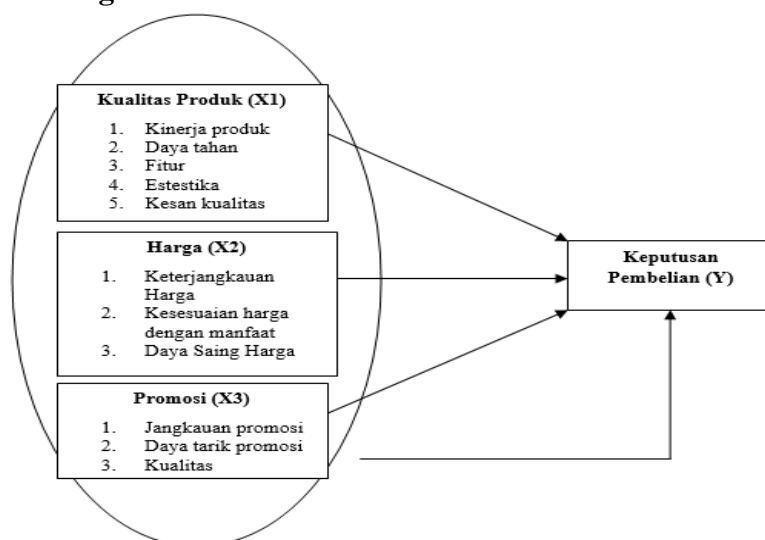 Kualitas Produk (X1)
1. Kinerja produk
2. Daya tahan
3. Fitur
4. Estestika
5. Kesan kualitas
Harga (X2)
1. Keterjangkauan
Harga
2. Kesesuaian harga
dengan manfaat
3. Daya Saing Harga
Promosi (X3)
1. Jangkauan promosi
2. Daya tarik promosi
3. Kualitas
Keputusan
Pembelian (Y)